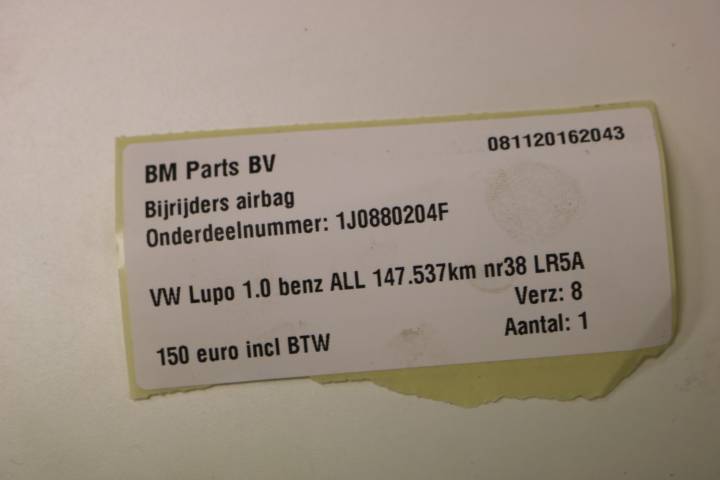 BM Parts BV
081120162043
Bijrijders airbag
Onderdeelnummer: 1J0880204F
VW Lupo 1.0 benz ALL 147.537km nr38 LR5A
Verz: 8
150 euro incl BTW
Aantal: 1